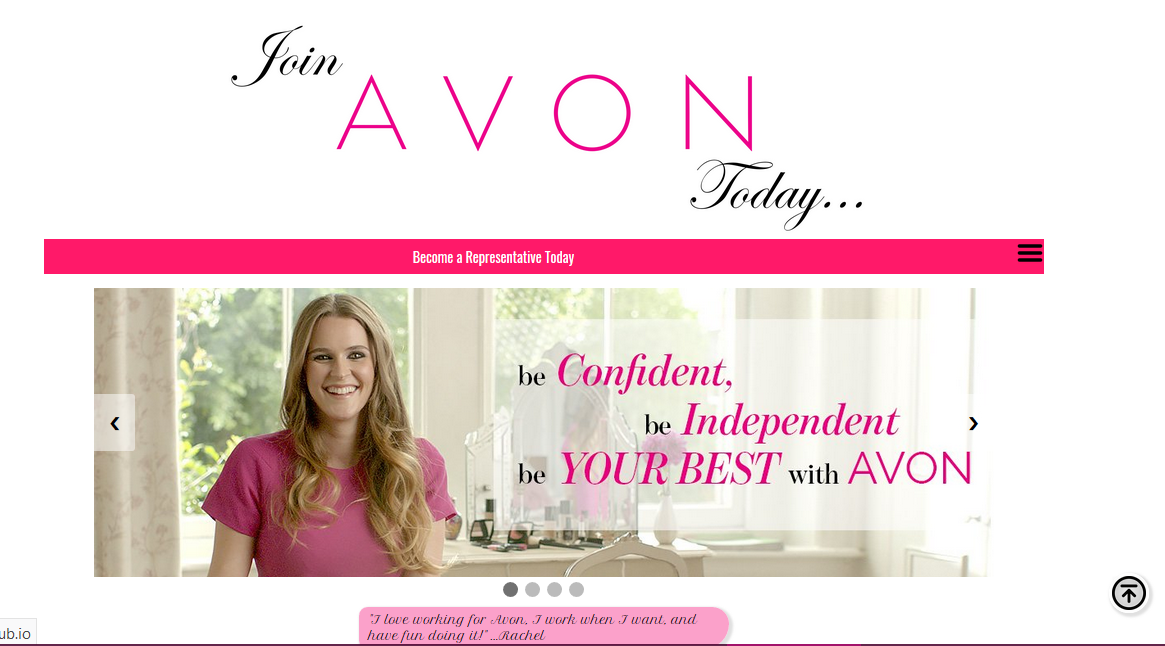 Join
AVON
Today...
Become a Representative Today
be Confident,
be Independent
be YOUR BEST with AVON
"I love working for Avon, I work when I want, and
have fun doing it!" ...Rachel
ub.io